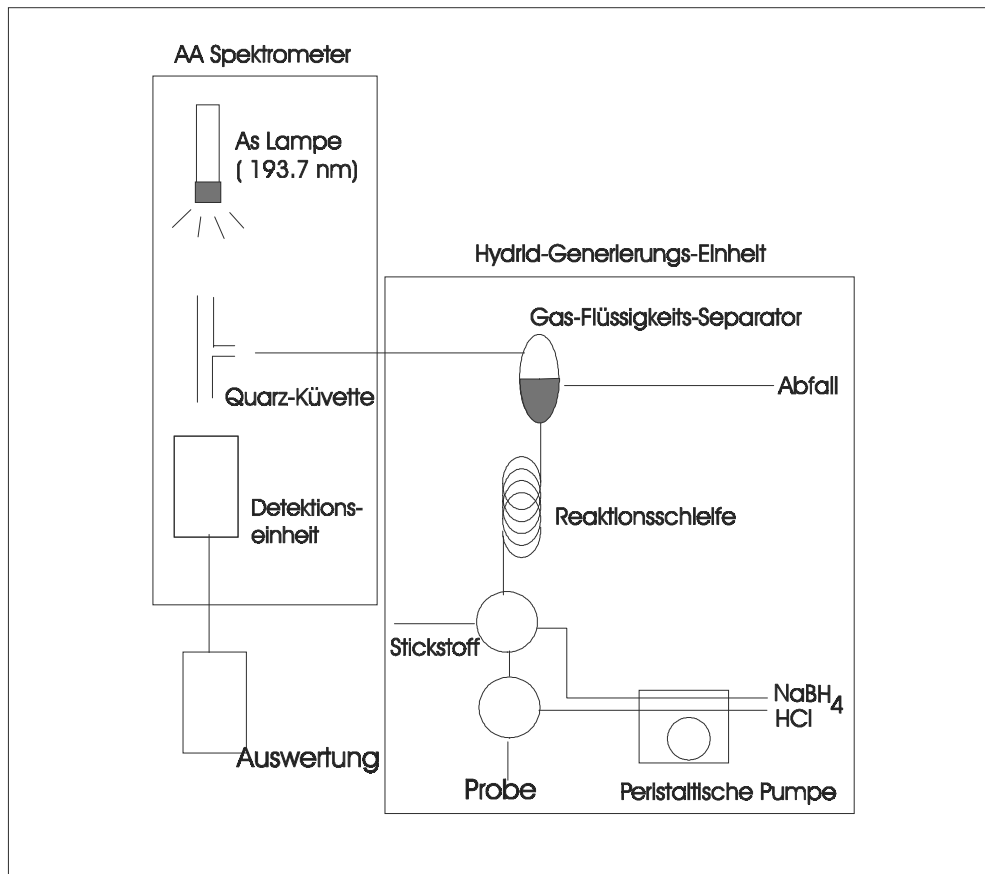 AA Spektrometer
As Lampe
( 193.7 nm)
Hydrid-Generierungs-Einheit
Gas-Flüssigkeits-Separator
Abfall
Quarz-Küvette
Detektions-
einheit
Reaktionsschleife
Stickstoff
NaBH4
HCl
Auswertung
Probe
Peristaltische Pumpe